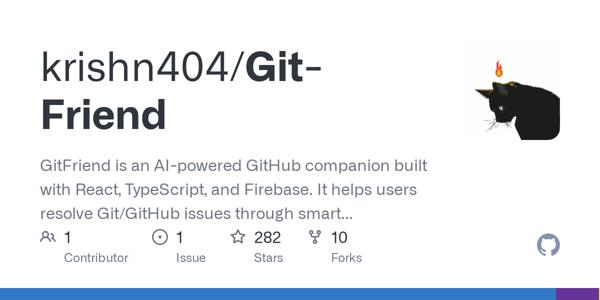 krishn404/Git-
Friend
GitFriend is an AI-powered GitHub companion built
with React, TypeScript, and Firebase. It helps users
resolve Git/GitHub issues through smart...
1 1 282 10
Contributor Issue Stars Forks